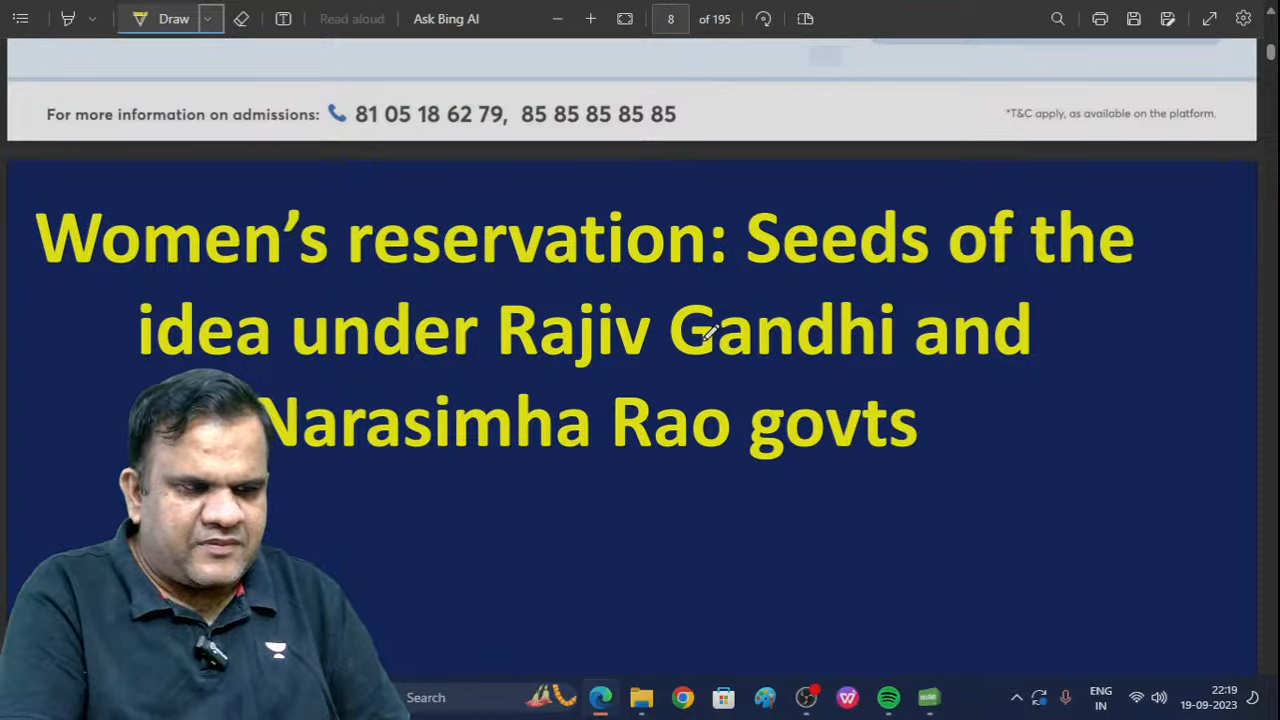 Draw
Read aloud
Ask Bing AI
8
of 195
For more information on admissions: 81 05 18 62 79, 85 85 85 85 85
*T&C apply, as available on the platform.
Women’s reservation: Seeds of the
idea under Rajiv Gandhi and
Narasimha Rao govts
Search
ENG
IN
22:19
19-09-2023